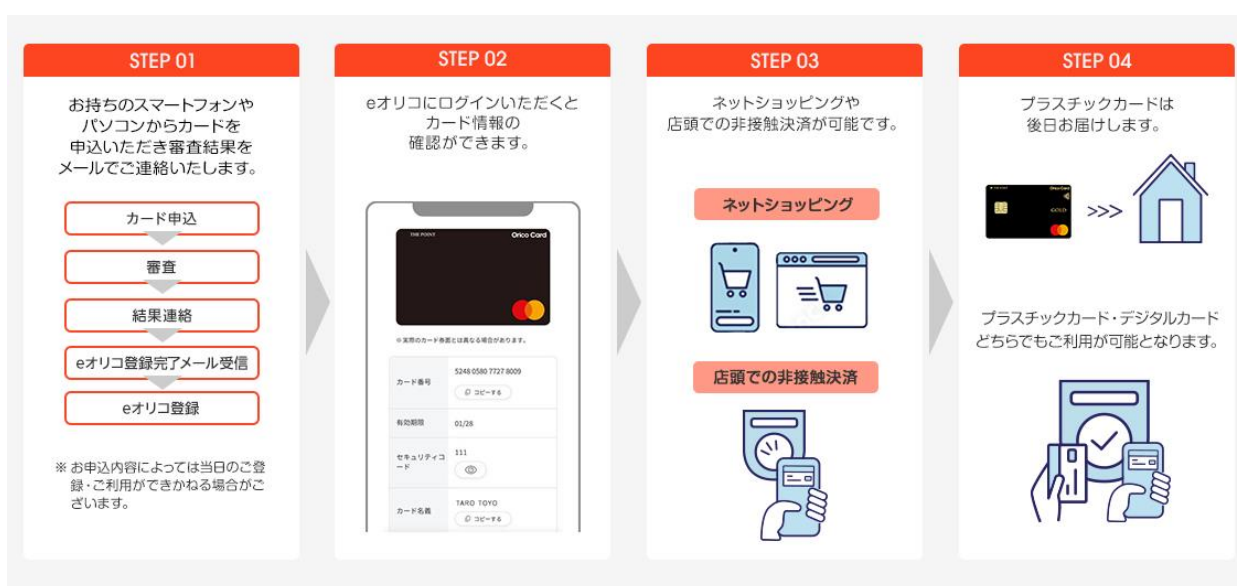 STEP 01
お持ちのスマートフォンや
パソコンからカードを
申込いただき審査結果を
メールでご連絡いたします。
カード申込
審査
結果連絡
eオリコ登録完了メール受信
eオリコ登録
※ お申込内容によっては当日のご登
録・ご利用ができかねる場合がご
ざいます。
STEP 02
eオリコにログインいただくと
カード情報の
確認ができます。
THE POINT Orico Card
※実際のカード券面とは異なる場合があります。
カード番号
5248 0580 7727 8009
コピーする
有効期限 01/28
セキュリティコ
ード
111
カード名義
TARO TOYO
コピーする
STEP 03
ネットショッピングや
店頭での非接触決済が可能です。
ネットショッピング
店頭での非接触決済
STEP 04
プラスチックカードは
後日お届けします。
Orico Card
GOLD
>>>
プラスチックカード・デジタルカード
どちらでもご利用が可能となります。